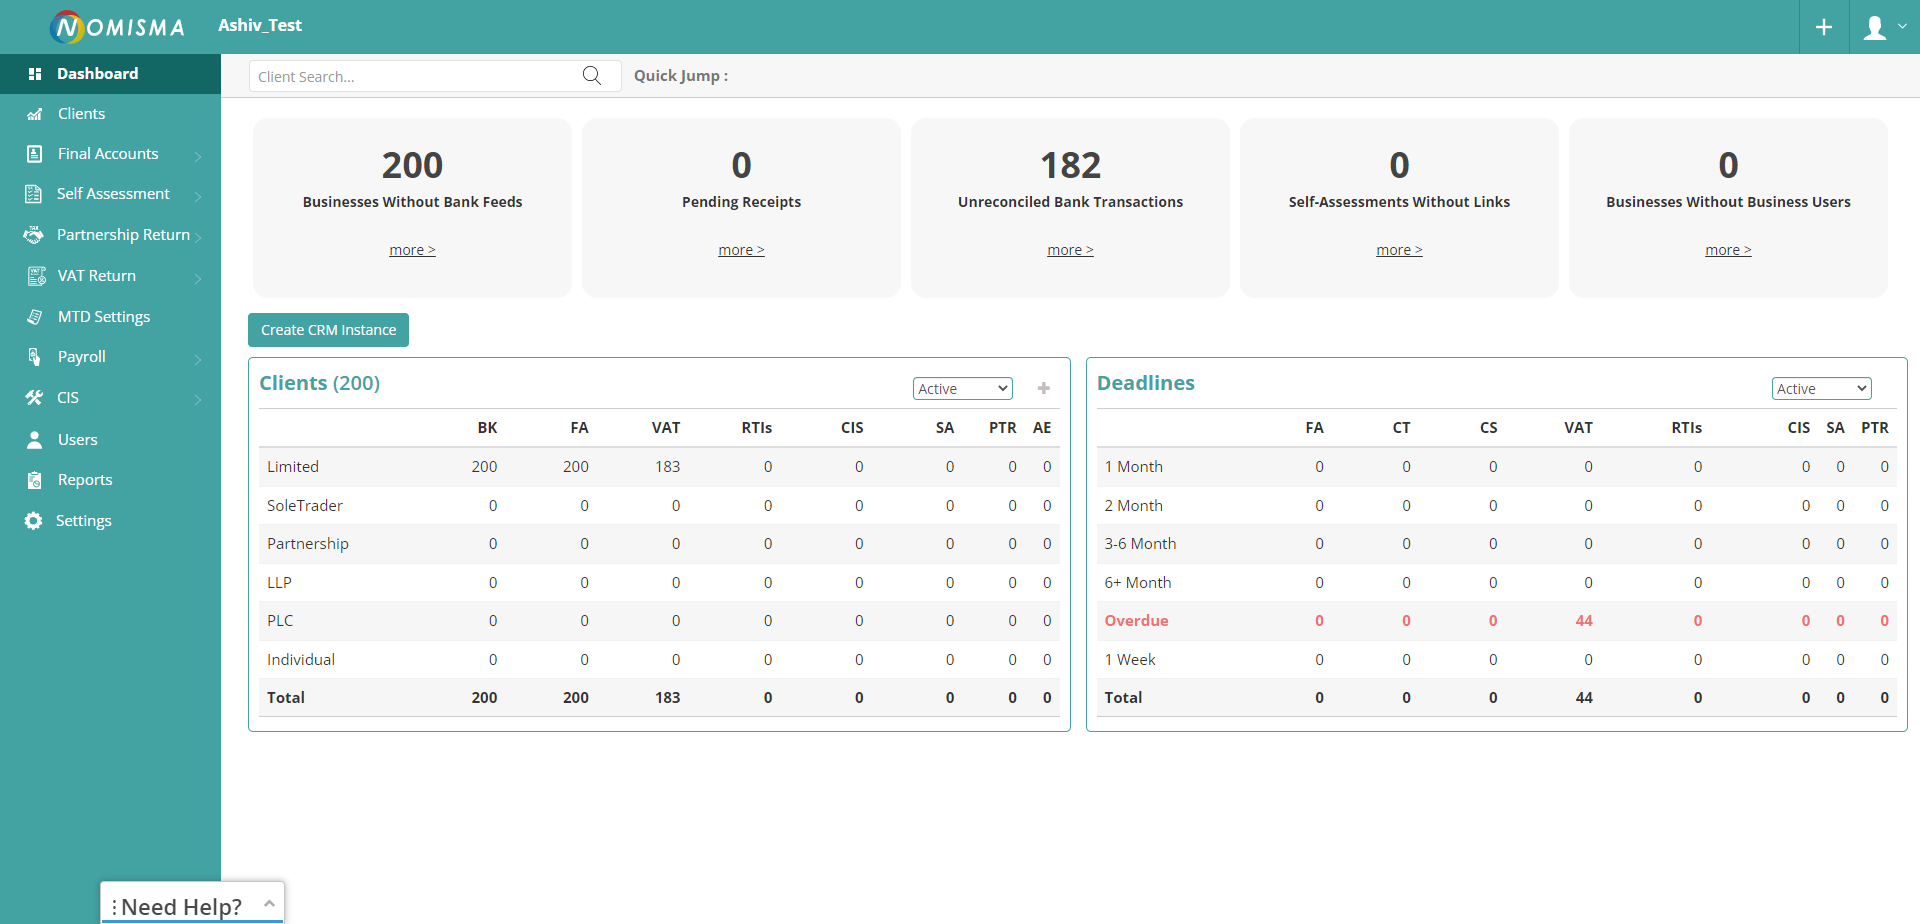 NOMISMA Ashiv_Test
Dashboard
Clients
Final Accounts
Self Assessment
Partnership Return
VAT Return
MTD Settings
Payroll
CIS
Users
Reports
Settings
Client Search... Quick Jump :
200
Businesses Without Bank Feeds
more >
0
Pending Receipts
more >
182
Unreconciled Bank Transactions
more >
0
Self-Assessments Without Links
more >
0
Businesses Without Business Users
more >
Create CRM Instance
Clients (200) Active
BK FA VAT RTIs CIS SA PTR AE
Limited 200 200 183 0 0 0 0 0
SoleTrader 0 0 0 0 0 0 0 0
Partnership 0 0 0 0 0 0 0 0
LLP 0 0 0 0 0 0 0 0
PLC 0 0 0 0 0 0 0 0
Individual 0 0 0 0 0 0 0 0
Total 200 200 183 0 0 0 0 0
Deadlines Active
FA CT CS VAT RTIs CIS SA PTR
1 Month 0 0 0 0 0 0 0 0
2 Month 0 0 0 0 0 0 0 0
3-6 Month 0 0 0 0 0 0 0 0
6+ Month 0 0 0 0 0 0 0 0
Overdue 0 0 0 44 0 0 0 0
1 Week 0 0 0 0 0 0 0 0
Total 0 0 0 44 0 0 0 0
Need Help?